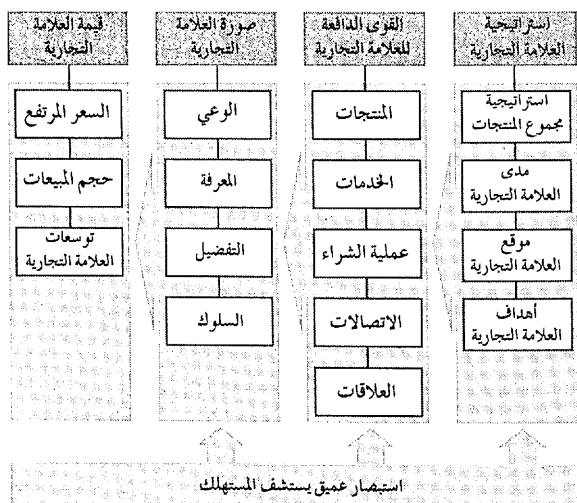 استراتيجية
العلامة التجارية
استراتيجية
مجموع المنتجات
مدى
العلامة التجارية
موقع
العلامة التجارية
أهداف
العلامة التجارية
القوى الدافعة
للعلامة التجارية
المنتجات
الخدمات
عملية الشراء
الاتصالات
العلاقات
صورة العلامة
التجارية
الوعي
المعرفة
التفضيل
السلوك
قيمة العلامة
التجارية
السعر المرتفع
حجم المبيعات
توسعات
العلامة التجارية
استبصار عميق يستشف المستهلك